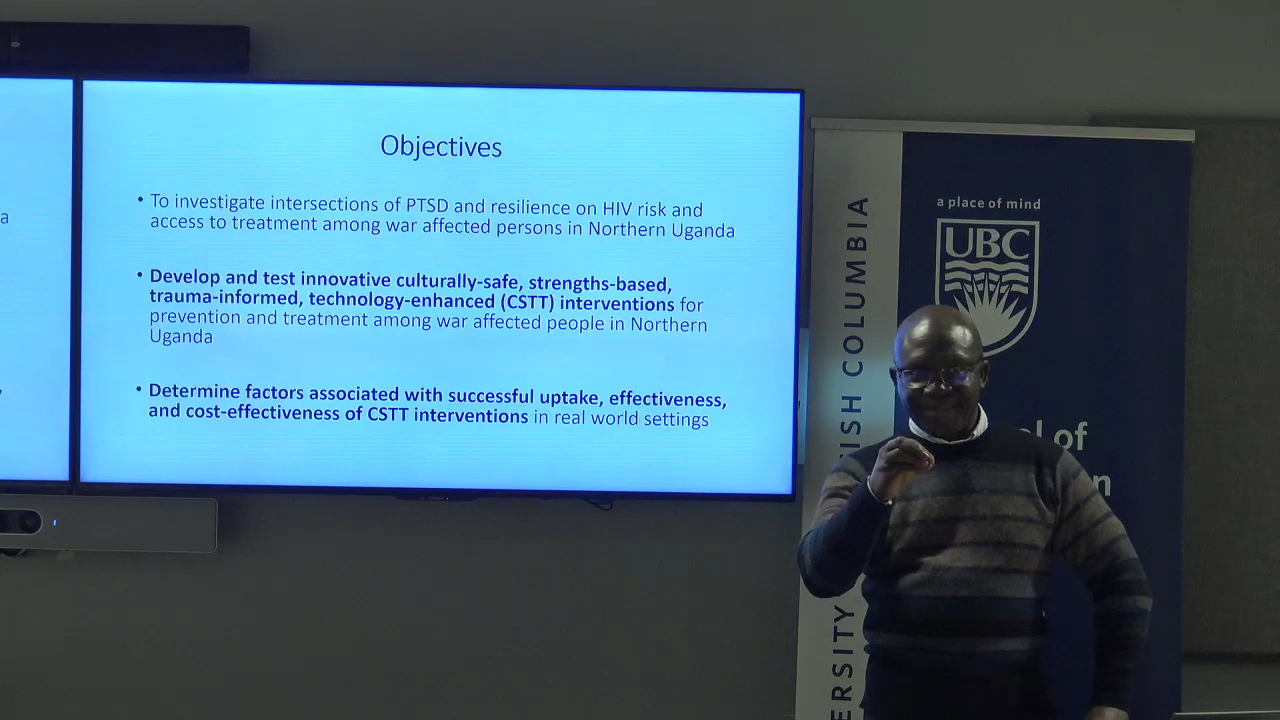 a
Objectives
• To investigate intersections of PTSD and resilience on HIV risk and
access to treatment among war affected persons in Northern Uganda
• Develop and test innovative culturally-safe, strengths-based,
trauma-informed, technology-enhanced (CSTT) interventions for
prevention and treatment among war affected people in Northern
Uganda
• Determine factors associated with successful uptake, effectiveness,
and cost-effectiveness of CSTT interventions in real world settings
a place of mind
UBC
ERSITY
ISH COLUMBIA
l of
n